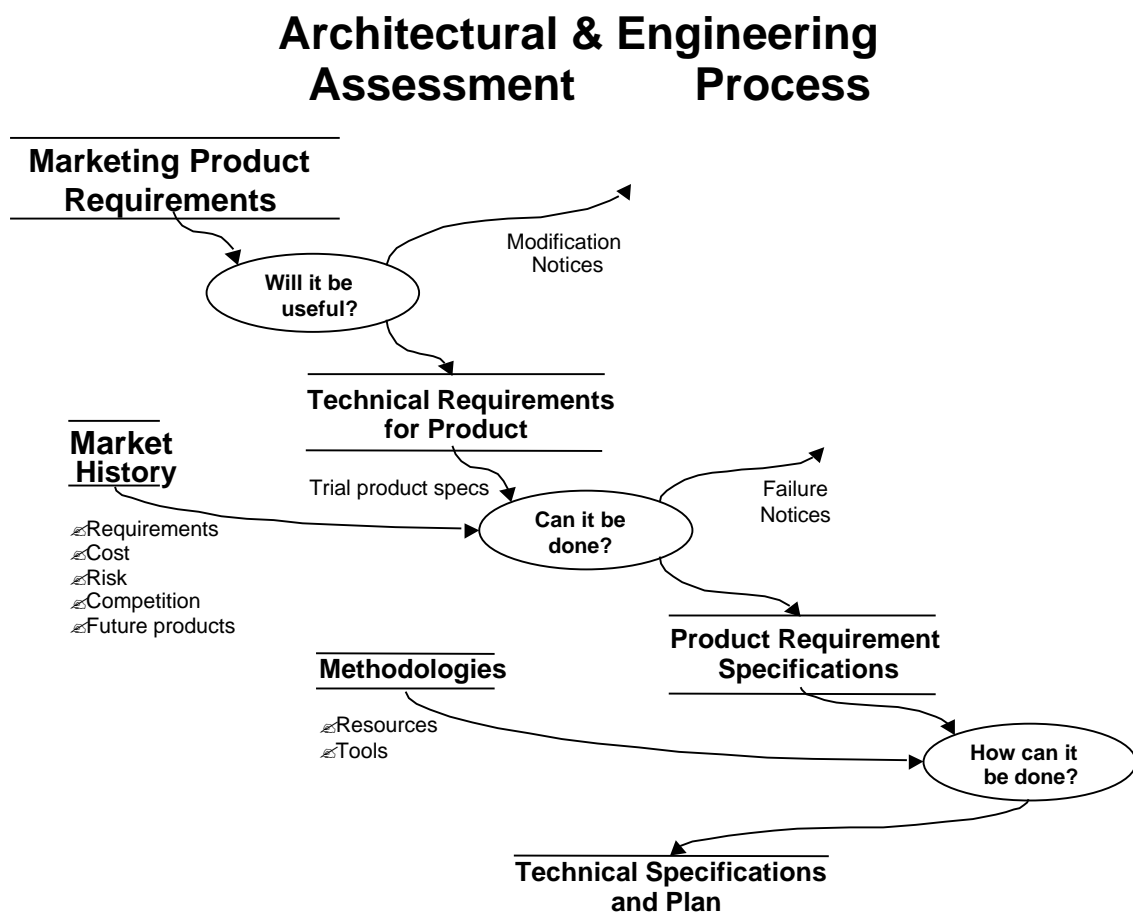 Architectural & Engineering
Assessment Process
Marketing Product
Requirements
Modification
Notices
Will it be
useful?
Technical Requirements
for Product
Market
History
Trial product specs
Failure
Notices
Can it be
done?
Requirements
Cost
Risk
Competition
Future products
Product Requirement
Specifications
Methodologies
Resources
Tools
How can it
be done?
Technical Specifications
and Plan